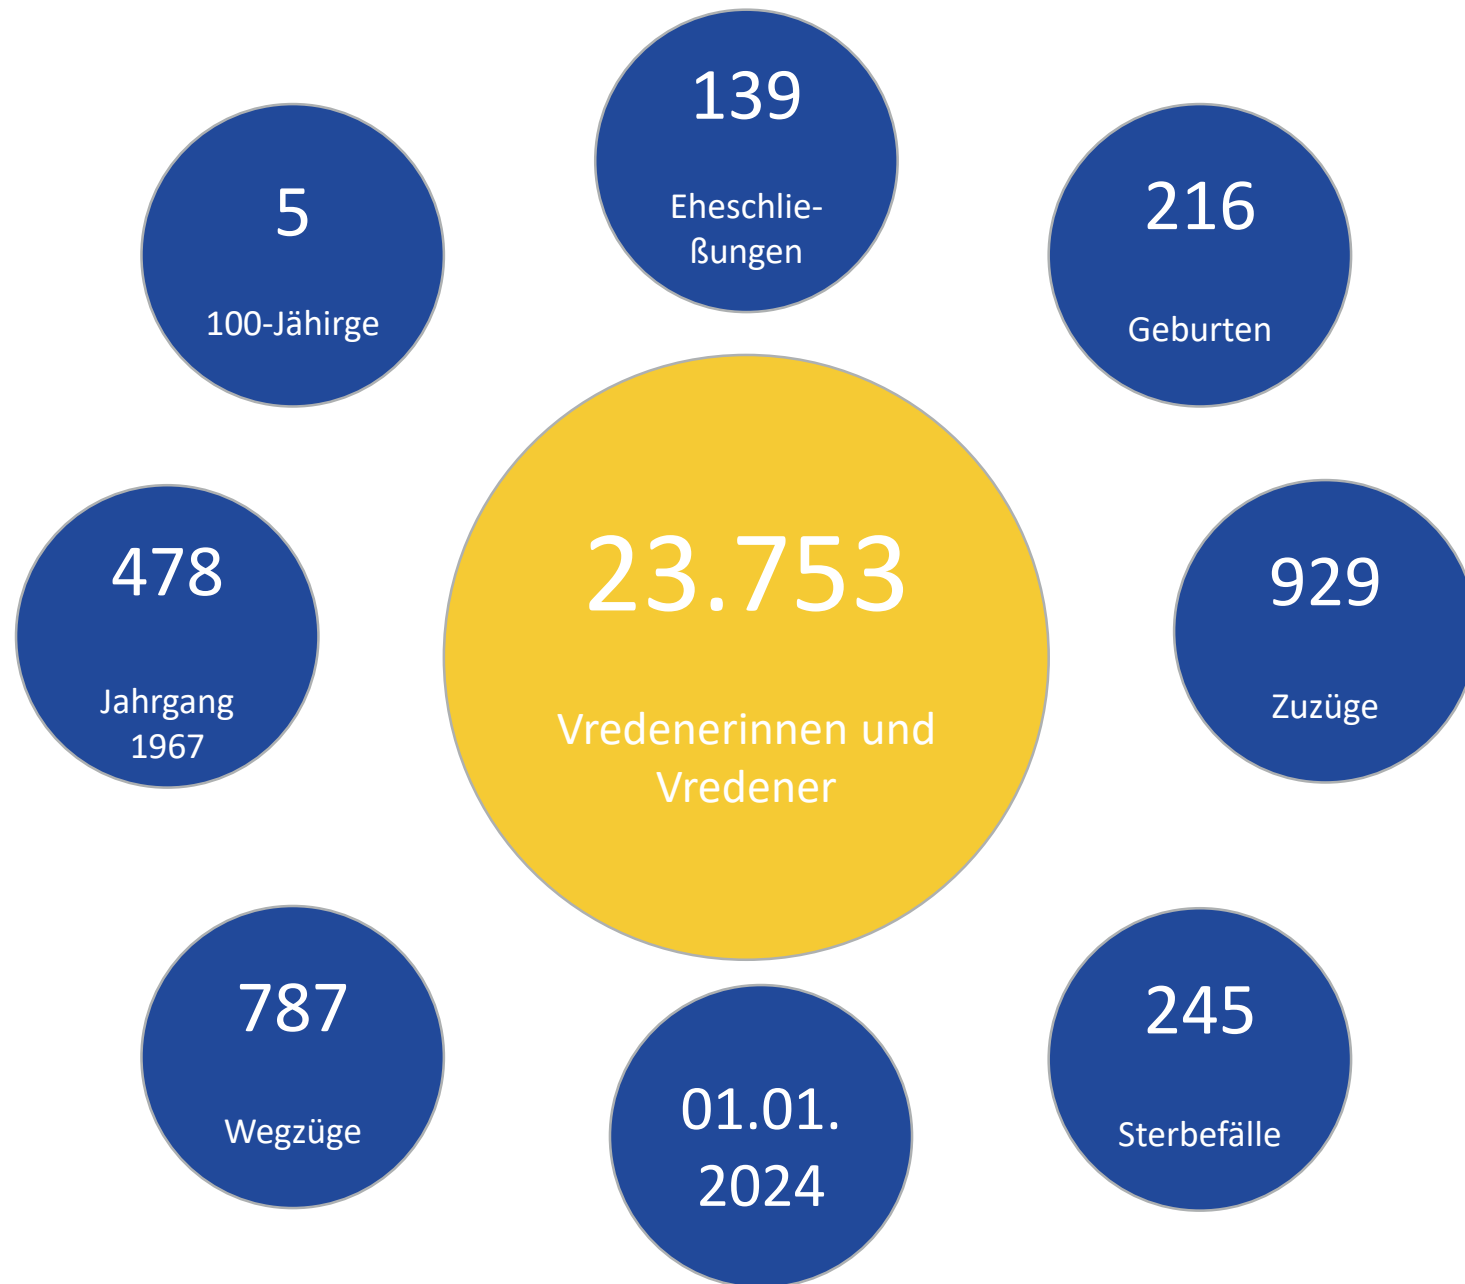 139
Eheschlie-
ßungen
216
Geburten
929
Zuzüge
245
Sterbefälle
01.01.
2024
787
Wegzüge
478
Jahrgang
1967
5
100-Jähirge
23.753
Vredenerinnen und
Vredener